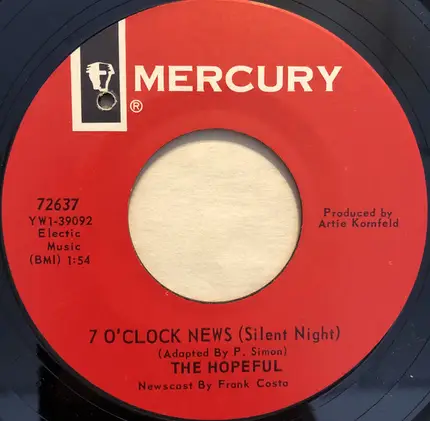 MERCURY
®
72637
YW1-39092
Electic
Music
(BMI) 1:54
Produced by
Artie Kornfeld
7 O'CLOCK NEWS (Silent Night)
(Adapted By P. Simon)
THE HOPEFUL
Newscast By Frank Costa